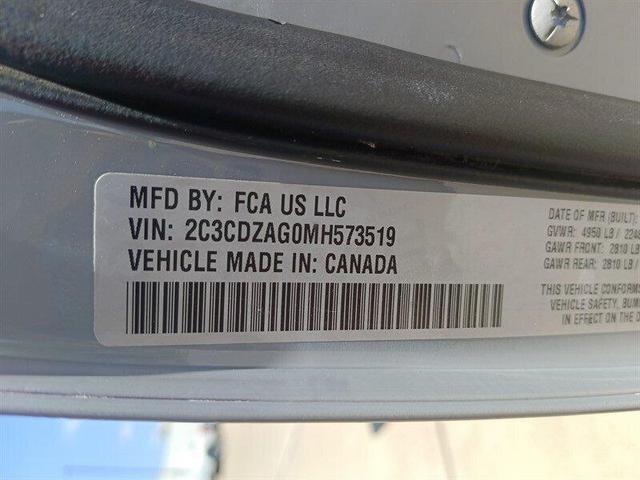 MFD BY: FCA US LLC
VIN: 2C3CDZAG0MH573519
VEHICLE MADE IN: CANADA
DATE OF MFR (BUILT):
GVWR: 4950 LB /
GAWR FRONT: 2810 LB
GAWR REAR: 2810 LB /
THIS VEHICLE CONFORMS
VEHICLE SAFETY,
IN EFFECT ON THE